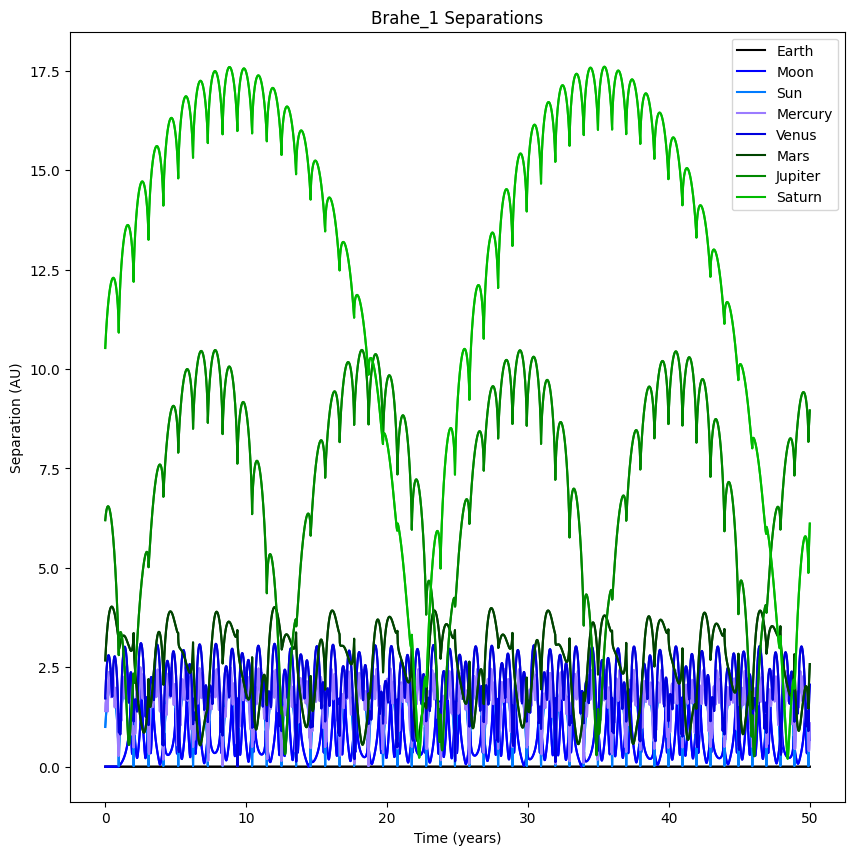 Brahe_1 Separations
Earth
Moon
Sun
Mercury
Venus
Mars
Jupiter
Saturn
17.5
15.0
12.5
10.0
7.5
5.0
2.5
0.0
Separation (AU)
0 10 20 30 40 50
Time (years)